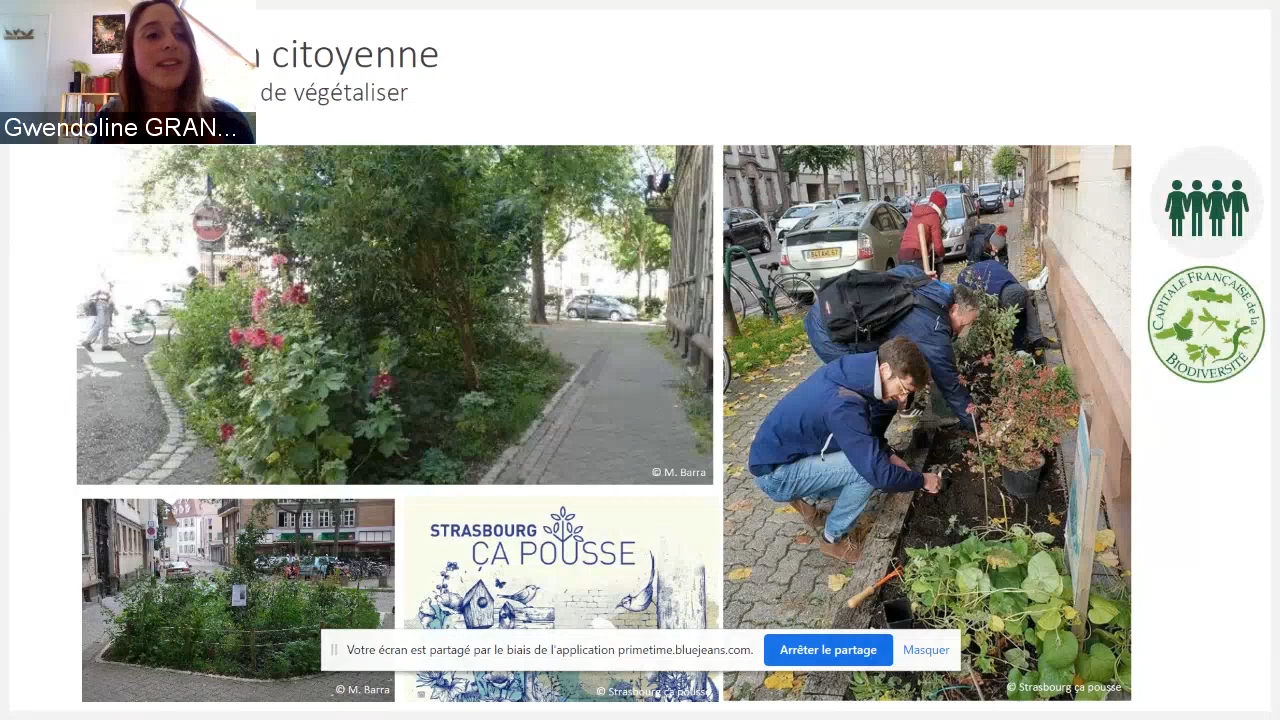 citoyenne
de végétaliser
Gwendoline GRAN...
© M. Barra
CAPITALE FRANÇAISE de la
BIODIVERSITÉ
STRASBOURG
ÇA POUSSE
Votre écran est partagé par le biais de l'application primetime.bluejeans.com.
Arrêter le partage
Masquer
© M. Barra
© Strasbourg ça pousse
© Strasbourg ça pousse